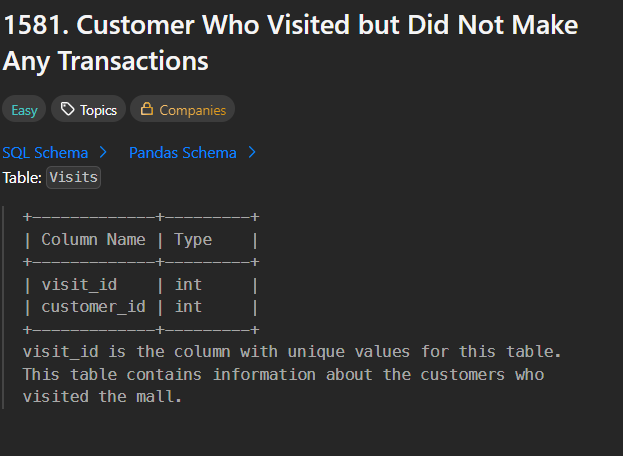 1581. Customer Who Visited but Did Not Make
Any Transactions
Easy Topics Companies
SQL Schema > Pandas Schema >
Table: Visits
+-------------+---------+
| Column Name | Type    |
+-------------+---------+
| visit_id    | int     |
| customer_id | int     |
+-------------+---------+
visit_id is the column with unique values for this table.
This table contains information about the customers who
visited the mall.